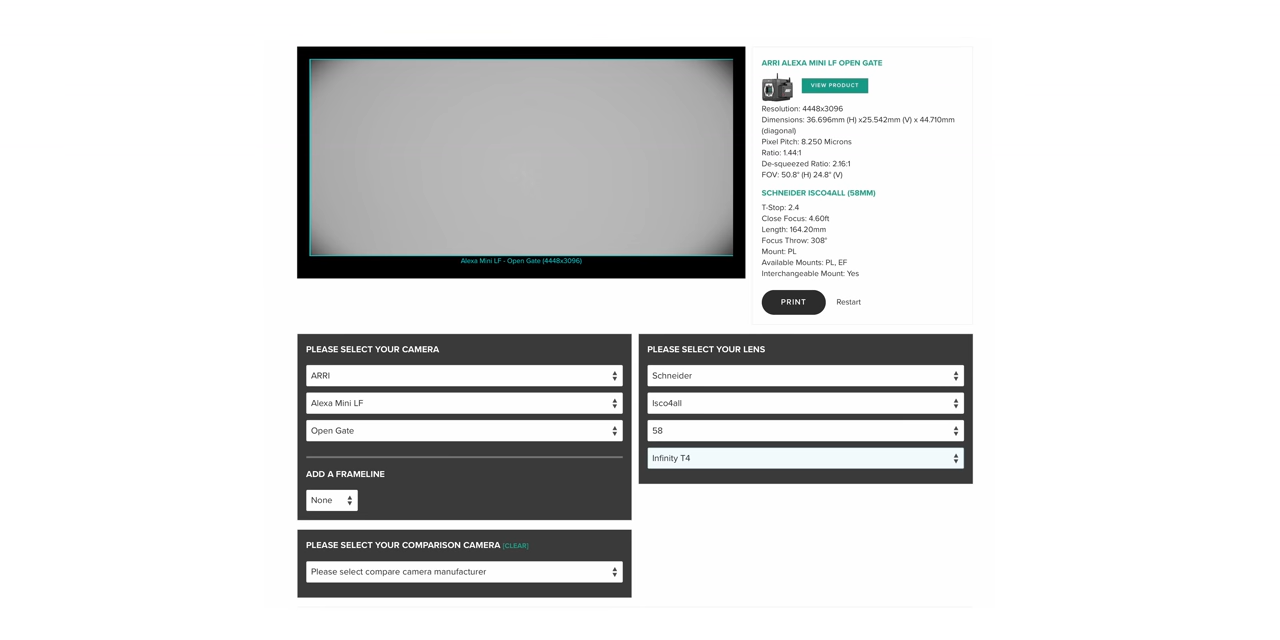 Alexa Mini LF - Open Gate (4448x3096)
ARRI ALEXA MINI LF OPEN GATE
VIEW PRODUCT
Resolution: 4448x3096
Dimensions: 36.696mm (H) x25.542mm (V) x 44.710mm
(diagonal)
Pixel Pitch: 8.250 Microns
Ratio: 1.44:1
De-squeezed Ratio: 2.16:1
FOV: 50.8° (H) 24.8° (V)
SCHNEIDER ISCO4ALL (58MM)
T-Stop: 2.4
Close Focus: 4.60ft
Length: 164.20mm
Focus Throw: 308°
Mount: PL
Available Mounts: PL, EF
Interchangeable Mount: Yes
PRINT Restart
PLEASE SELECT YOUR CAMERA
ARRI
Alexa Mini LF
Open Gate
ADD A FRAMELINE
None
PLEASE SELECT YOUR COMPARISON CAMERA (CLEAR)
Please select compare camera manufacturer
PLEASE SELECT YOUR LENS
Schneider
Isco4all
58
Infinity T4